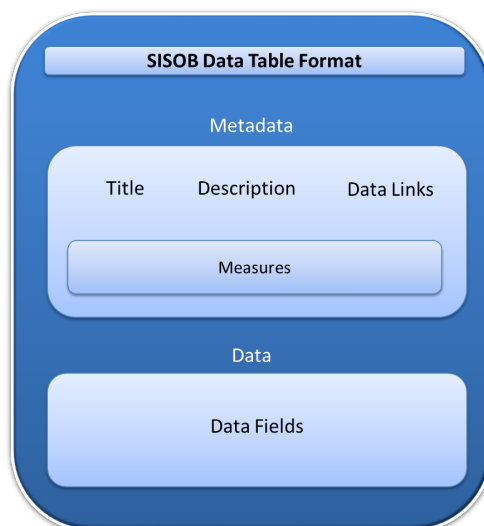 SISOB Data Table Format
Metadata
Title Description Data Links
Measures
Data
Data Fields